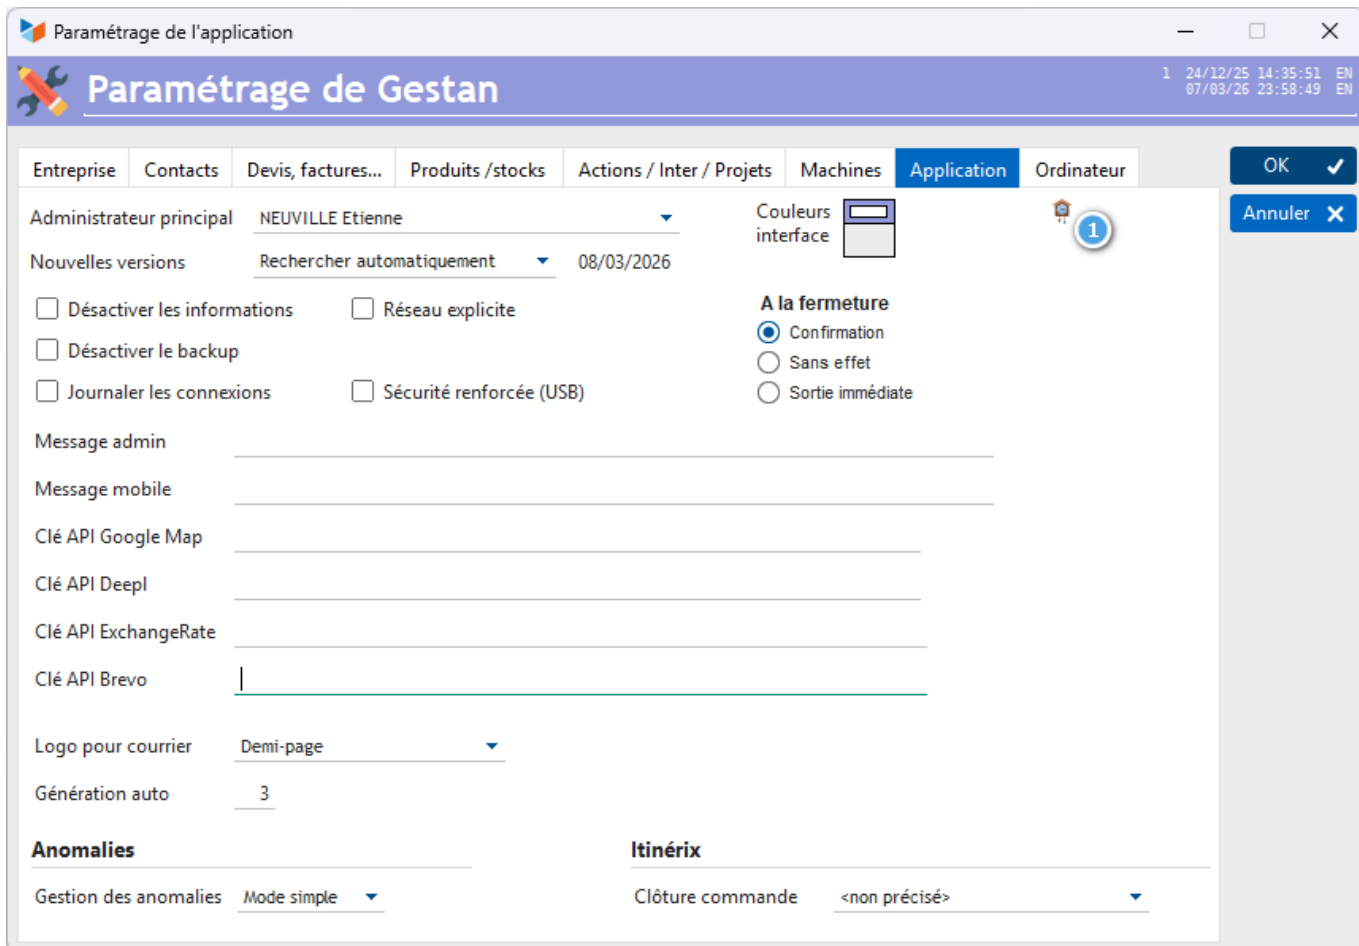 Paramétrage de l'application
Paramétrage de Gestan
1 24/12/25 14:35:51 EN
07/03/26 23:58:49 EN
Entreprise Contacts Devis, factures... Produits /stocks Actions / Inter / Projets Machines Application Ordinateur
OK
Annuler
Administrateur principal NEUVILLE Etienne
Couleurs
interface
1
Nouvelles versions Rechercher automatiquement 08/03/2026
Désactiver les informations Réseau explicite
Désactiver le backup
Journaler les connexions Sécurité renforcée (USB)
A la fermeture
Confirmation
Sans effet
Sortie immédiate
Message admin
Message mobile
Clé API Google Map
Clé API Deepl
Clé API ExchangeRate
Clé API Brevo
Logo pour courrier Demi-page
Génération auto 3
Anomalies
Gestion des anomalies Mode simple
Itinérix
Clôture commande <non précisé>